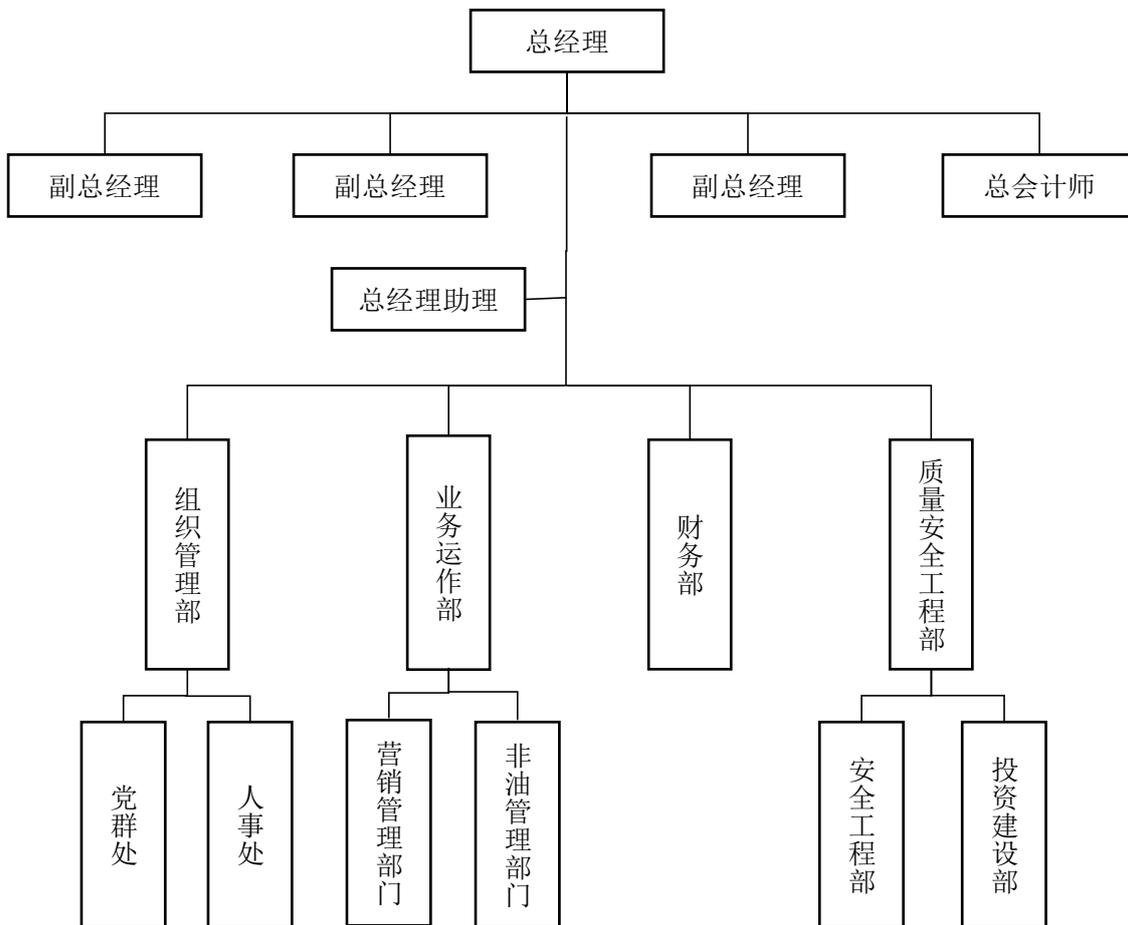 总经理
副总经理
副总经理
副总经理
总会计师
总经理助理
组织管理部
业务运作部
财务部
质量安全工程部
党群处
人事处
营销管理部门
非油管理部门
安全工程部
投资建设部